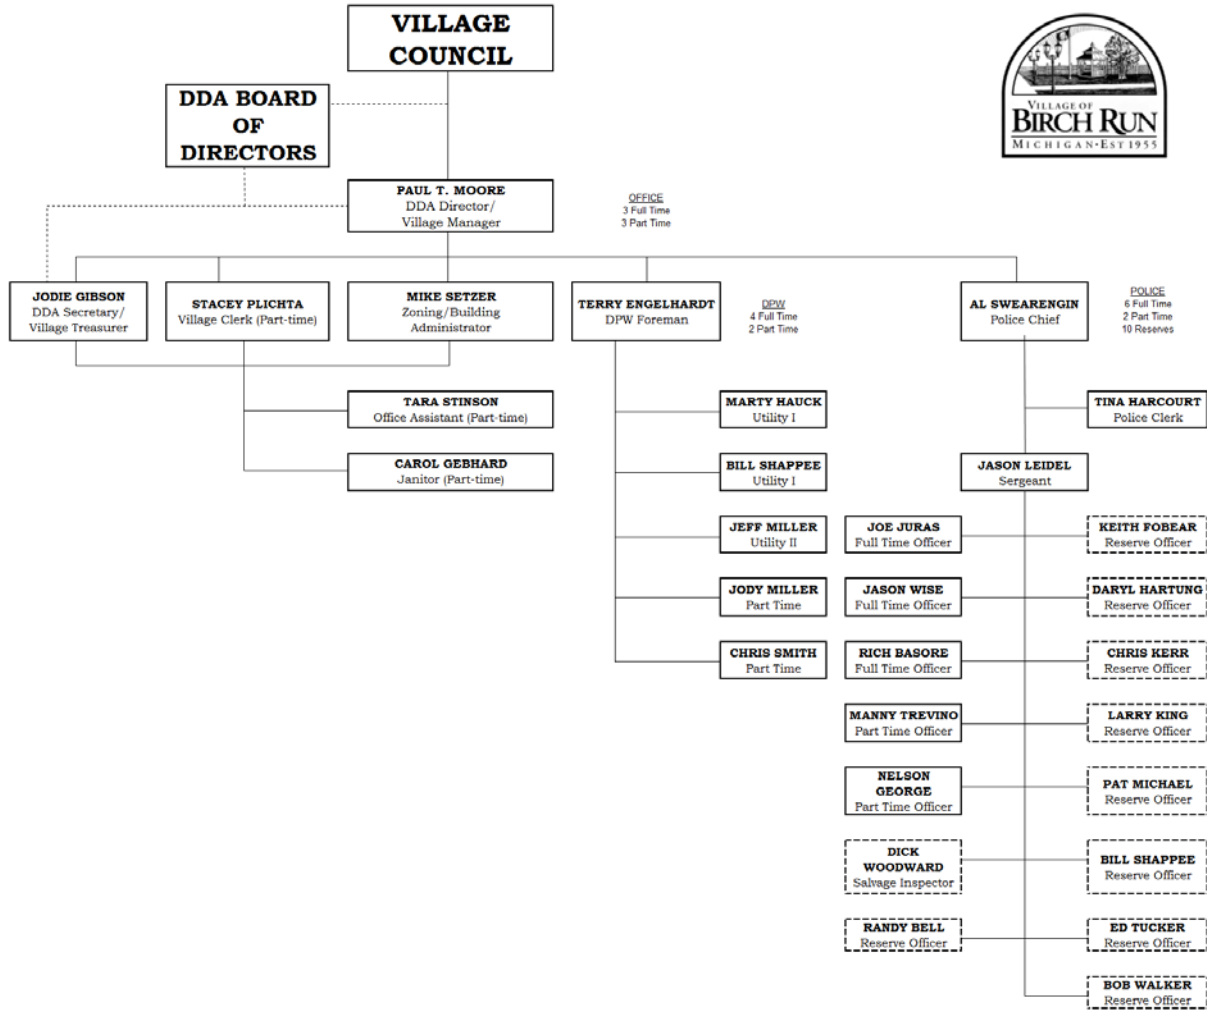 VILLAGE
COUNCIL
VILLAGE OF
BIRCH RUN
MICHIGAN·EST 1955
DDA BOARD
OF
DIRECTORS
PAUL T. MOORE
DDA Director/
Village Manager
OFFICE
3 Full Time
3 Part Time
JODIE GIBSON
DDA Secretary/
Village Treasurer
STACEY PLICHTA
Village Clerk (Part-time)
MIKE SETZER
Zoning/Building
Administrator
TERRY ENGELHARDT
DPW Foreman
DPW
4 Full Time
2 Part Time
AL SWEARENGIN
Police Chief
POLICE
6 Full Time
2 Part Time
10 Reserves
TARA STINSON
Office Assistant (Part-time)
CAROL GEBHARD
Janitor (Part-time)
MARTY HAUCK
Utility I
BILL SHAPPEE
Utility I
JEFF MILLER
Utility II
JODY MILLER
Part Time
CHRIS SMITH
Part Time
TINA HARCOURT
Police Clerk
JASON LEIDEL
Sergeant
JOE JURAS
Full Time Officer
KEITH FOBEAR
Reserve Officer
JASON WISE
Full Time Officer
DARYL HARTUNG
Reserve Officer
RICH BASORE
Full Time Officer
CHRIS KERR
Reserve Officer
MANNY TREVINO
Part Time Officer
LARRY KING
Reserve Officer
NELSON
GEORGE
Part Time Officer
PAT MICHAEL
Reserve Officer
DICK
WOODWARD
Salvage Inspector
BILL SHAPPEE
Reserve Officer
RANDY BELL
Reserve Officer
ED TUCKER
Reserve Officer
BOB WALKER
Reserve Officer